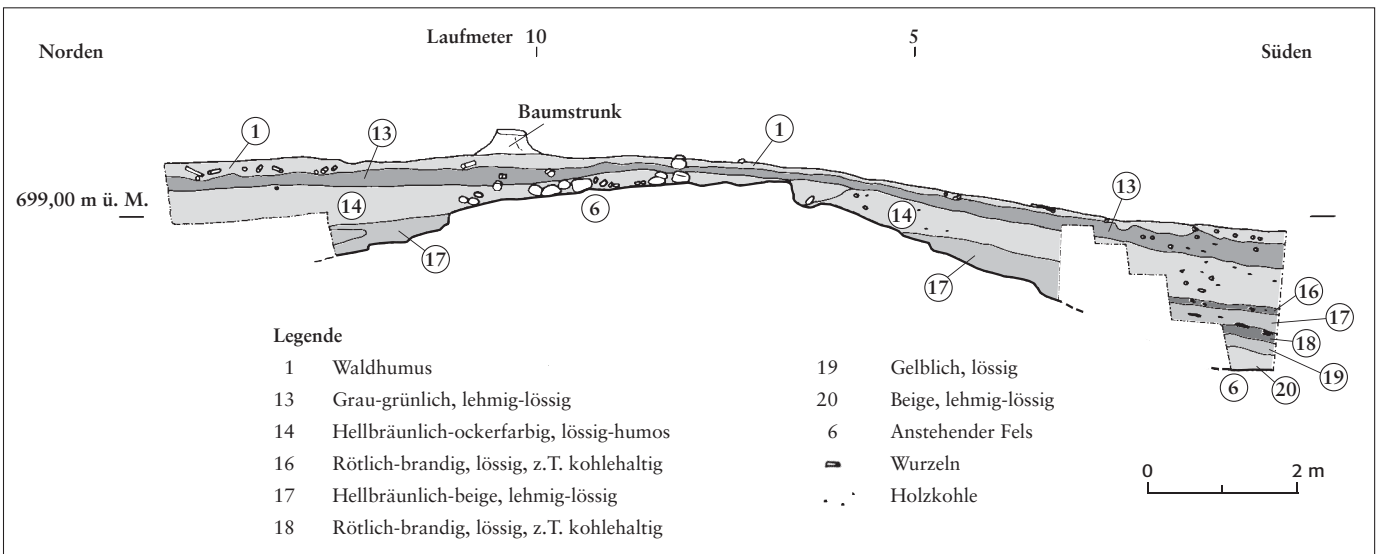 Norden Laufmeter 10 5 Süden
Baumstrunk
1 13 1
13
699,00 m ü. M.
14 6 14
17 17
16
17
18
19
6 20
Legende
1 Waldhumus
13 Grau-grünlich, lehmig-lössig
14 Hellbräunlich-ockerfarbig, lössig-humos
16 Rötlich-brandig, lössig, z.T. kohlehaltig
17 Hellbräunlich-beige, lehmig-lössig
18 Rötlich-brandig, lössig, z.T. kohlehaltig
19 Gelblich, lössig
20 Beige, lehmig-lössig
6 Anstehender Fels
Wurzeln
Holzkohle
0 2 m